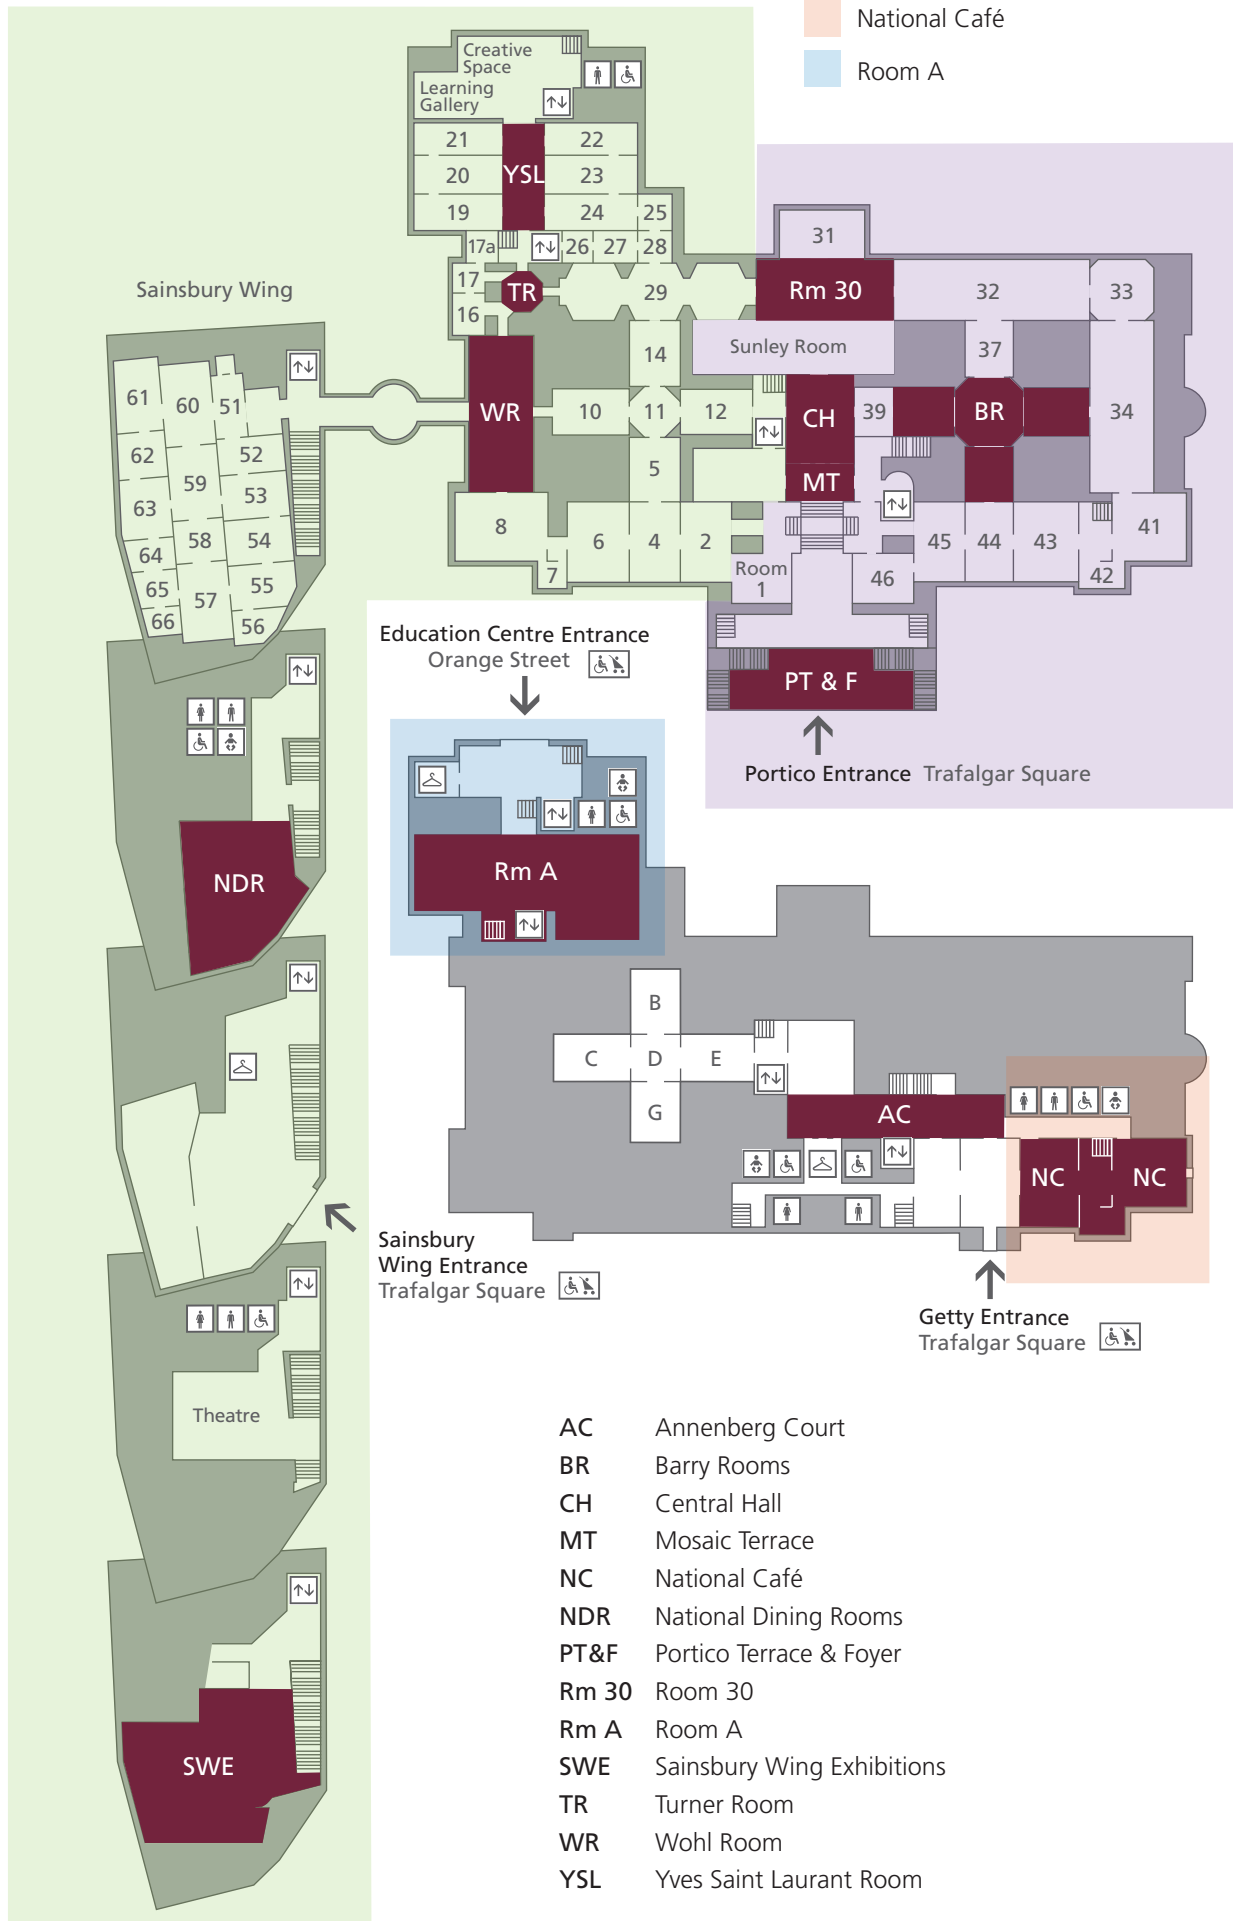 National Café
Room A
Creative
Space
Learning
Gallery
21
22
20
YSL
23
19
24
25
17a
26
27
28
31
17
TR
29
Rm 30
32
33
16
Sainsbury Wing
14
Sunley Room
37
61
60
51
WR
10
11
12
CH
39
BR
34
62
52
59
5
63
53
MT
8
6
4
2
45
44
43
41
58
54
64
Room
1
46
42
7
65
57
55
66
56
Education Centre Entrance
Orange Street
PT & F
Portico Entrance Trafalgar Square
NDR
Rm A
B
C
D
E
G
AC
NC
NC
Sainsbury
Wing Entrance
Trafalgar Square
Getty Entrance
Trafalgar Square
Theatre
SWE
AC Annenberg Court
BR Barry Rooms
CH Central Hall
MT Mosaic Terrace
NC National Café
NDR National Dining Rooms
PT&F Portico Terrace & Foyer
Rm 30 Room 30
Rm A Room A
SWE Sainsbury Wing Exhibitions
TR Turner Room
WR Wohl Room
YSL Yves Saint Laurant Room